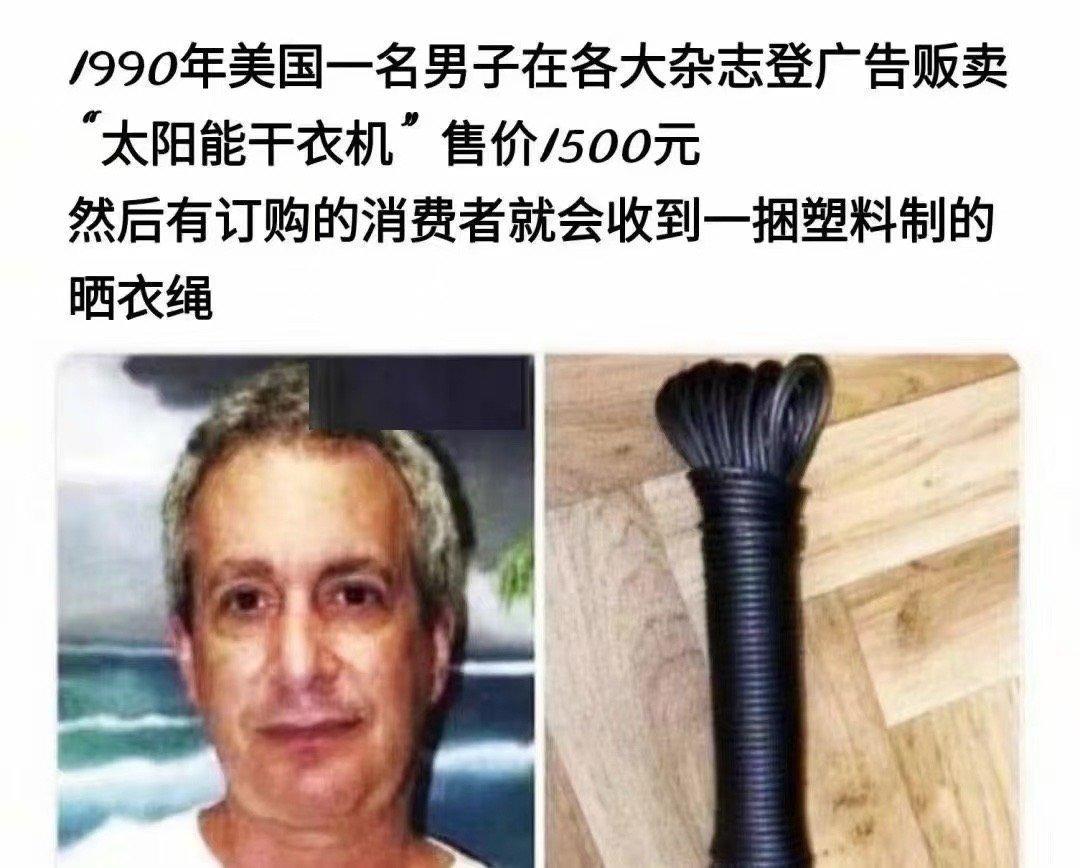 1990年美国一名男子在各大杂志登广告贩卖
“太阳能干衣机”售价1500元
然后有订购的消费者就会收到一捆塑料制的
晒衣绳